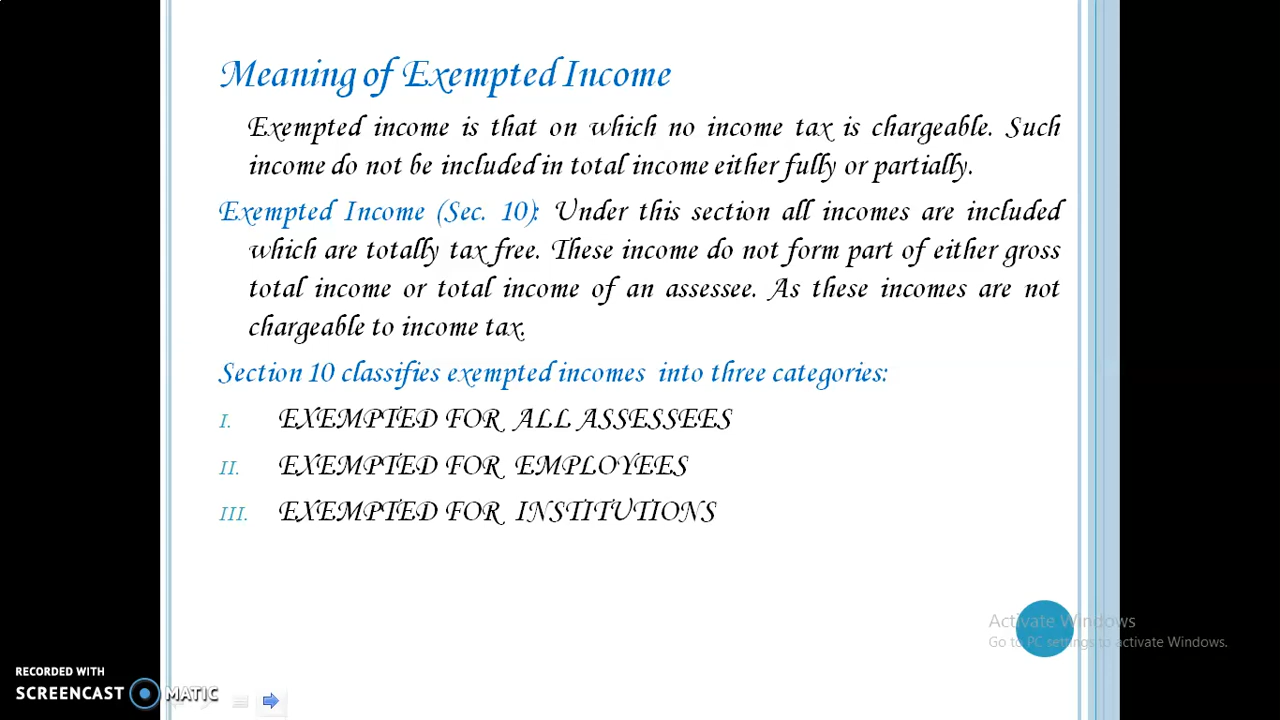 Meaning of Exempted Income
Exempted income is that on which no income tax is chargeable. Such
income do not be included in total income either fully or partially.
Exempted Income (Sec. 10): Under this section all incomes are included
which are totally tax free. These income do not form part of either gross
total income or total income of an assessee. As these incomes are not
chargeable to income tax.
Section 10 classifies exempted incomes into three categories:
I. EXEMPTED FOR ALL ASSESSEES
II. EXEMPTED FOR EMPLOYEES
III. EXEMPTED FOR INSTITUTIONS
Activate Windows
Go to PC settings to activate Windows.
RECORDED WITH
SCREENCAST MATIC